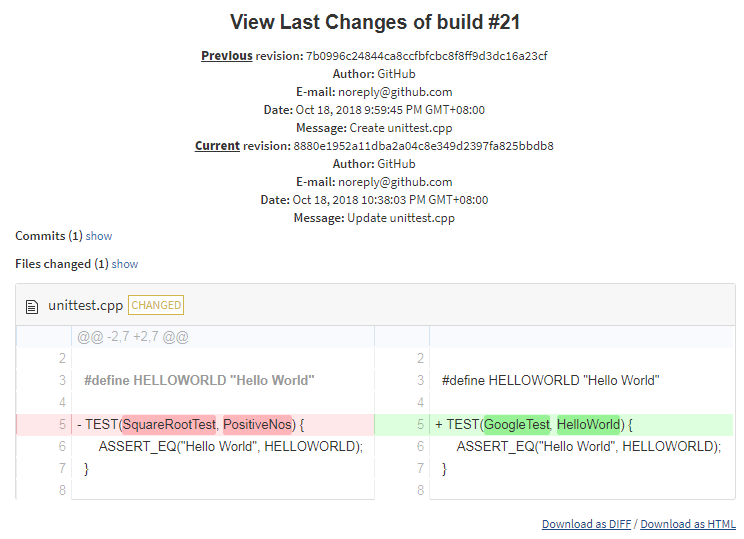 View Last Changes of build #21
Previous revision: 7b0996c24844ca8ccfbfcbc8f8ff9d3dc16a23cf
Author: GitHub
E-mail: noreply@github.com
Date: Oct 18, 2018 9:59:45 PM GMT+08:00
Message: Create unittest.cpp
Current revision: 8880e1952a11dba2a04c8e349d2397fa825bbdb8
Author: GitHub
E-mail: noreply@github.com
Date: Oct 18, 2018 10:38:03 PM GMT+08:00
Message: Update unittest.cpp
Commits (1) show
Files changed (1) show
unittest.cpp CHANGED
@@ -2,7 +2,7 @@
2
3 #define HELLOWORLD "Hello World"
4
5 - TEST(SquareRootTest, PositiveNos) {
6 ASSERT_EQ("Hello World", HELLOWORLD);
7 }
8
2
3 #define HELLOWORLD "Hello World"
4
5 + TEST(GoogleTest, HelloWorld) {
6 ASSERT_EQ("Hello World", HELLOWORLD);
7 }
8
Download as DIFF / Download as HTML